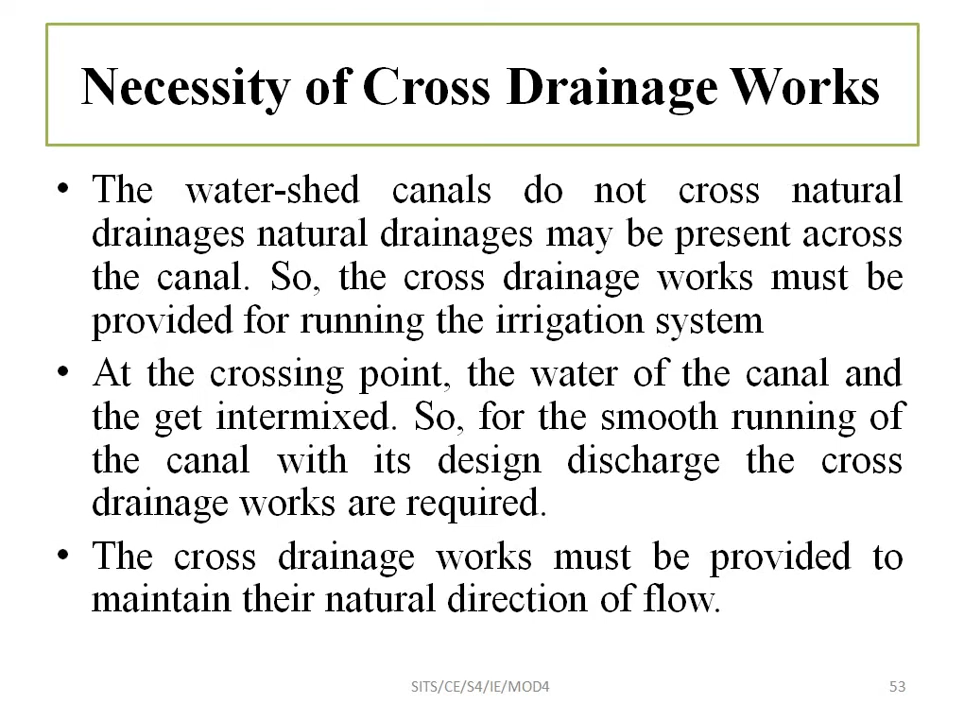 Necessity of Cross Drainage Works
• The water-shed canals do not cross natural
drainages natural drainages may be present across
the canal. So, the cross drainage works must be
provided for running the irrigation system
• At the crossing point, the water of the canal and
the get intermixed. So, for the smooth running of
the canal with its design discharge the cross
drainage works are required.
• The cross drainage works must be provided to
maintain their natural direction of flow.
SITS/CE/S4/IE/MOD4
53